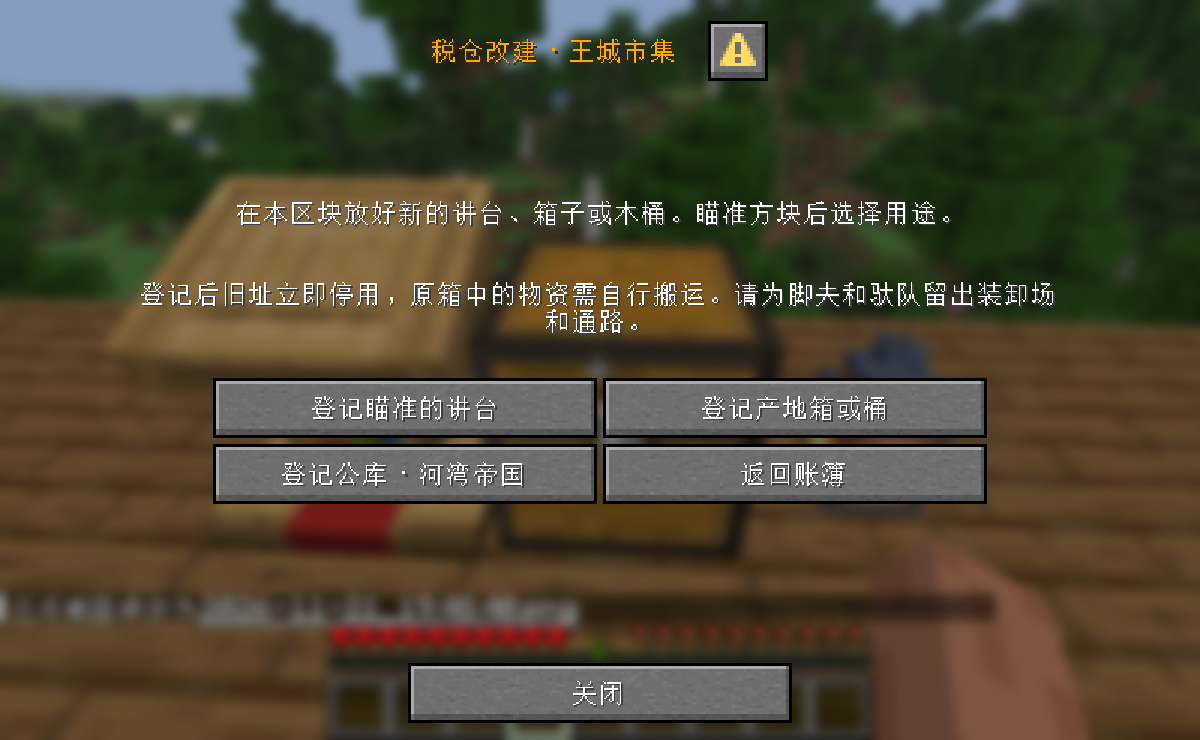 税仓改建 · 王城市集
在本区块放好新的讲台、箱子或木桶。瞄准方块后选择用途。
登记后旧址立即停用，原箱中的物资需自行搬运。请为脚夫和驮队留出装卸场
和通路。
登记瞄准的讲台
登记产地箱或桶
登记公库 · 河湾帝国
返回账簿
关闭